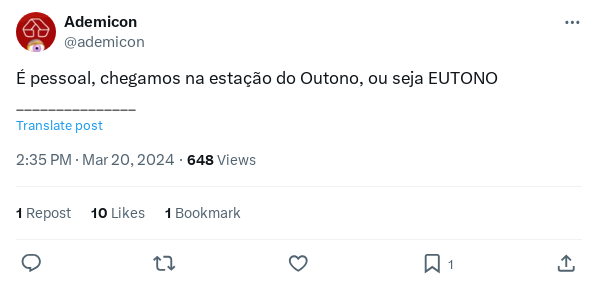 Ademicon
@ademicon
É pessoal, chegamos na estação do Outono, ou seja EUTONO
_______________
Translate post
2:35 PM · Mar 20, 2024 · 648 Views
1 Repost 10 Likes 1 Bookmark
1